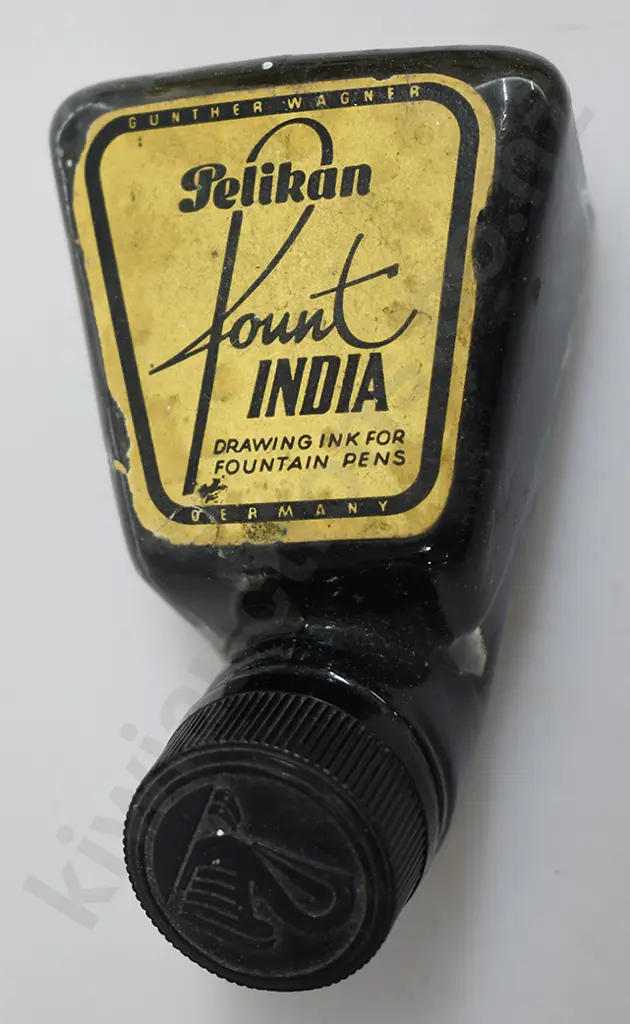 GUNTHER WAGNER
Pelikan
Fount
INDIA
DRAWING INK FOR
FOUNTAIN PENS
GERMANY